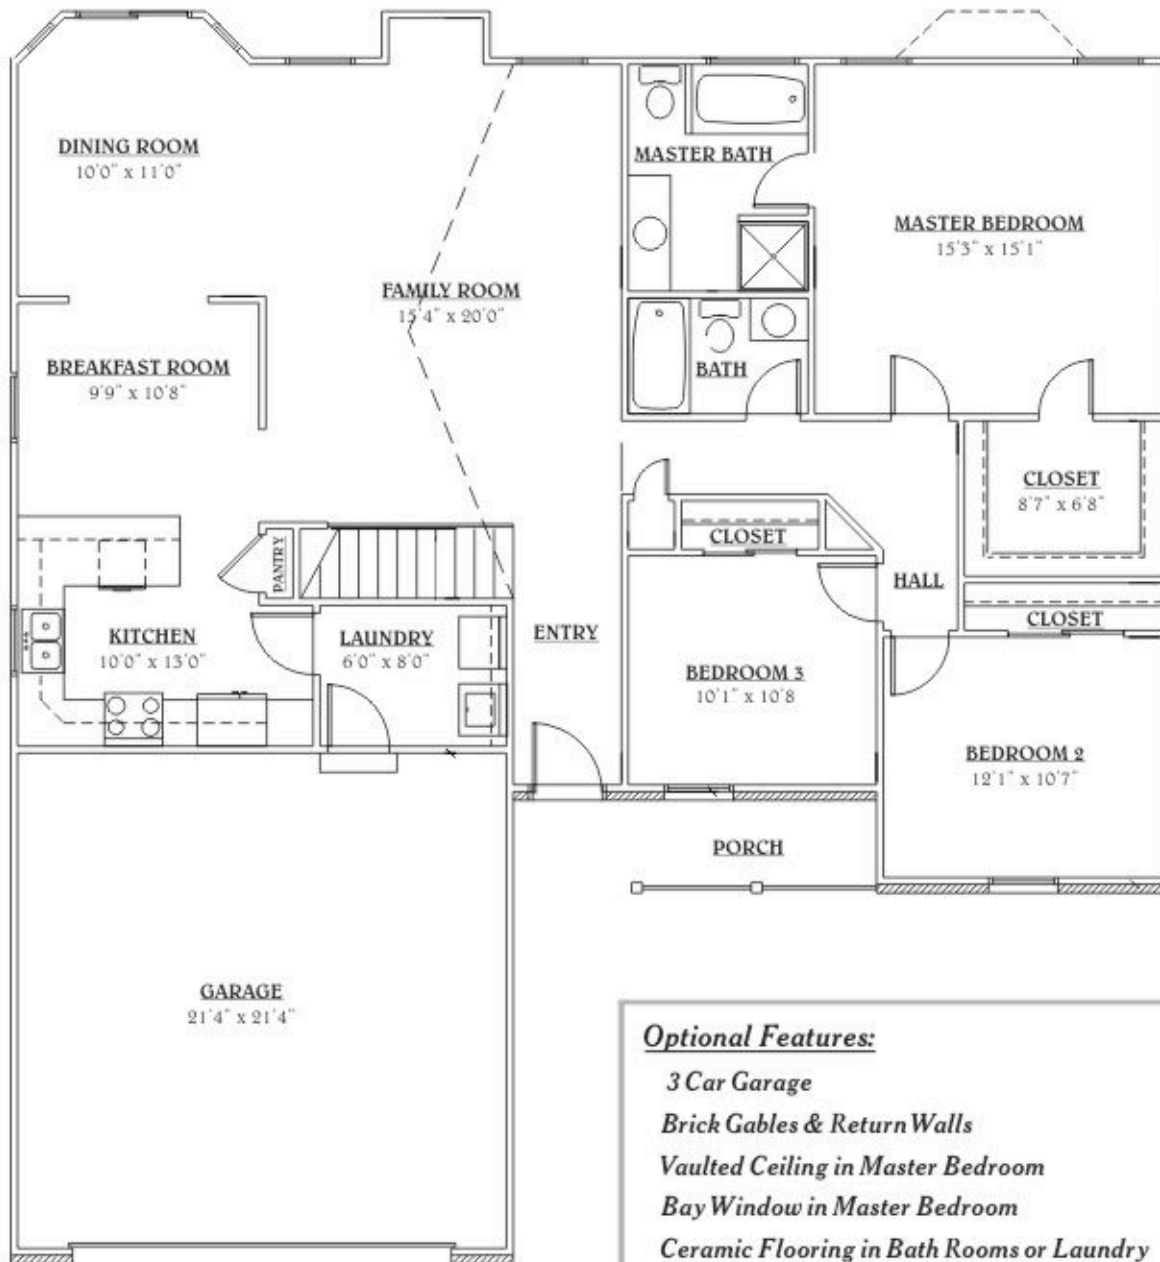 DINING ROOM
10'0" x 11'0"
MASTER BATH
MASTER BEDROOM
15'3" x 15'1"
FAMILY ROOM
15'4" x 20'0"
BREAKFAST ROOM
9'9" x 10'8"
BATH
CLOSET
8'7" x 6'8"
CLOSET
PANTRY
HALL
CLOSET
KITCHEN
10'0" x 13'0"
LAUNDRY
6'0" x 8'0"
ENTRY
BEDROOM 3
10'1" x 10'8
BEDROOM 2
12'1" x 10'7"
PORCH
GARAGE
21'4" x 21'4"
Optional Features:
3 Car Garage
Brick Gables & Return Walls
Vaulted Ceiling in Master Bedroom
Bay Window in Master Bedroom
Ceramic Flooring in Bath Rooms or Laundry